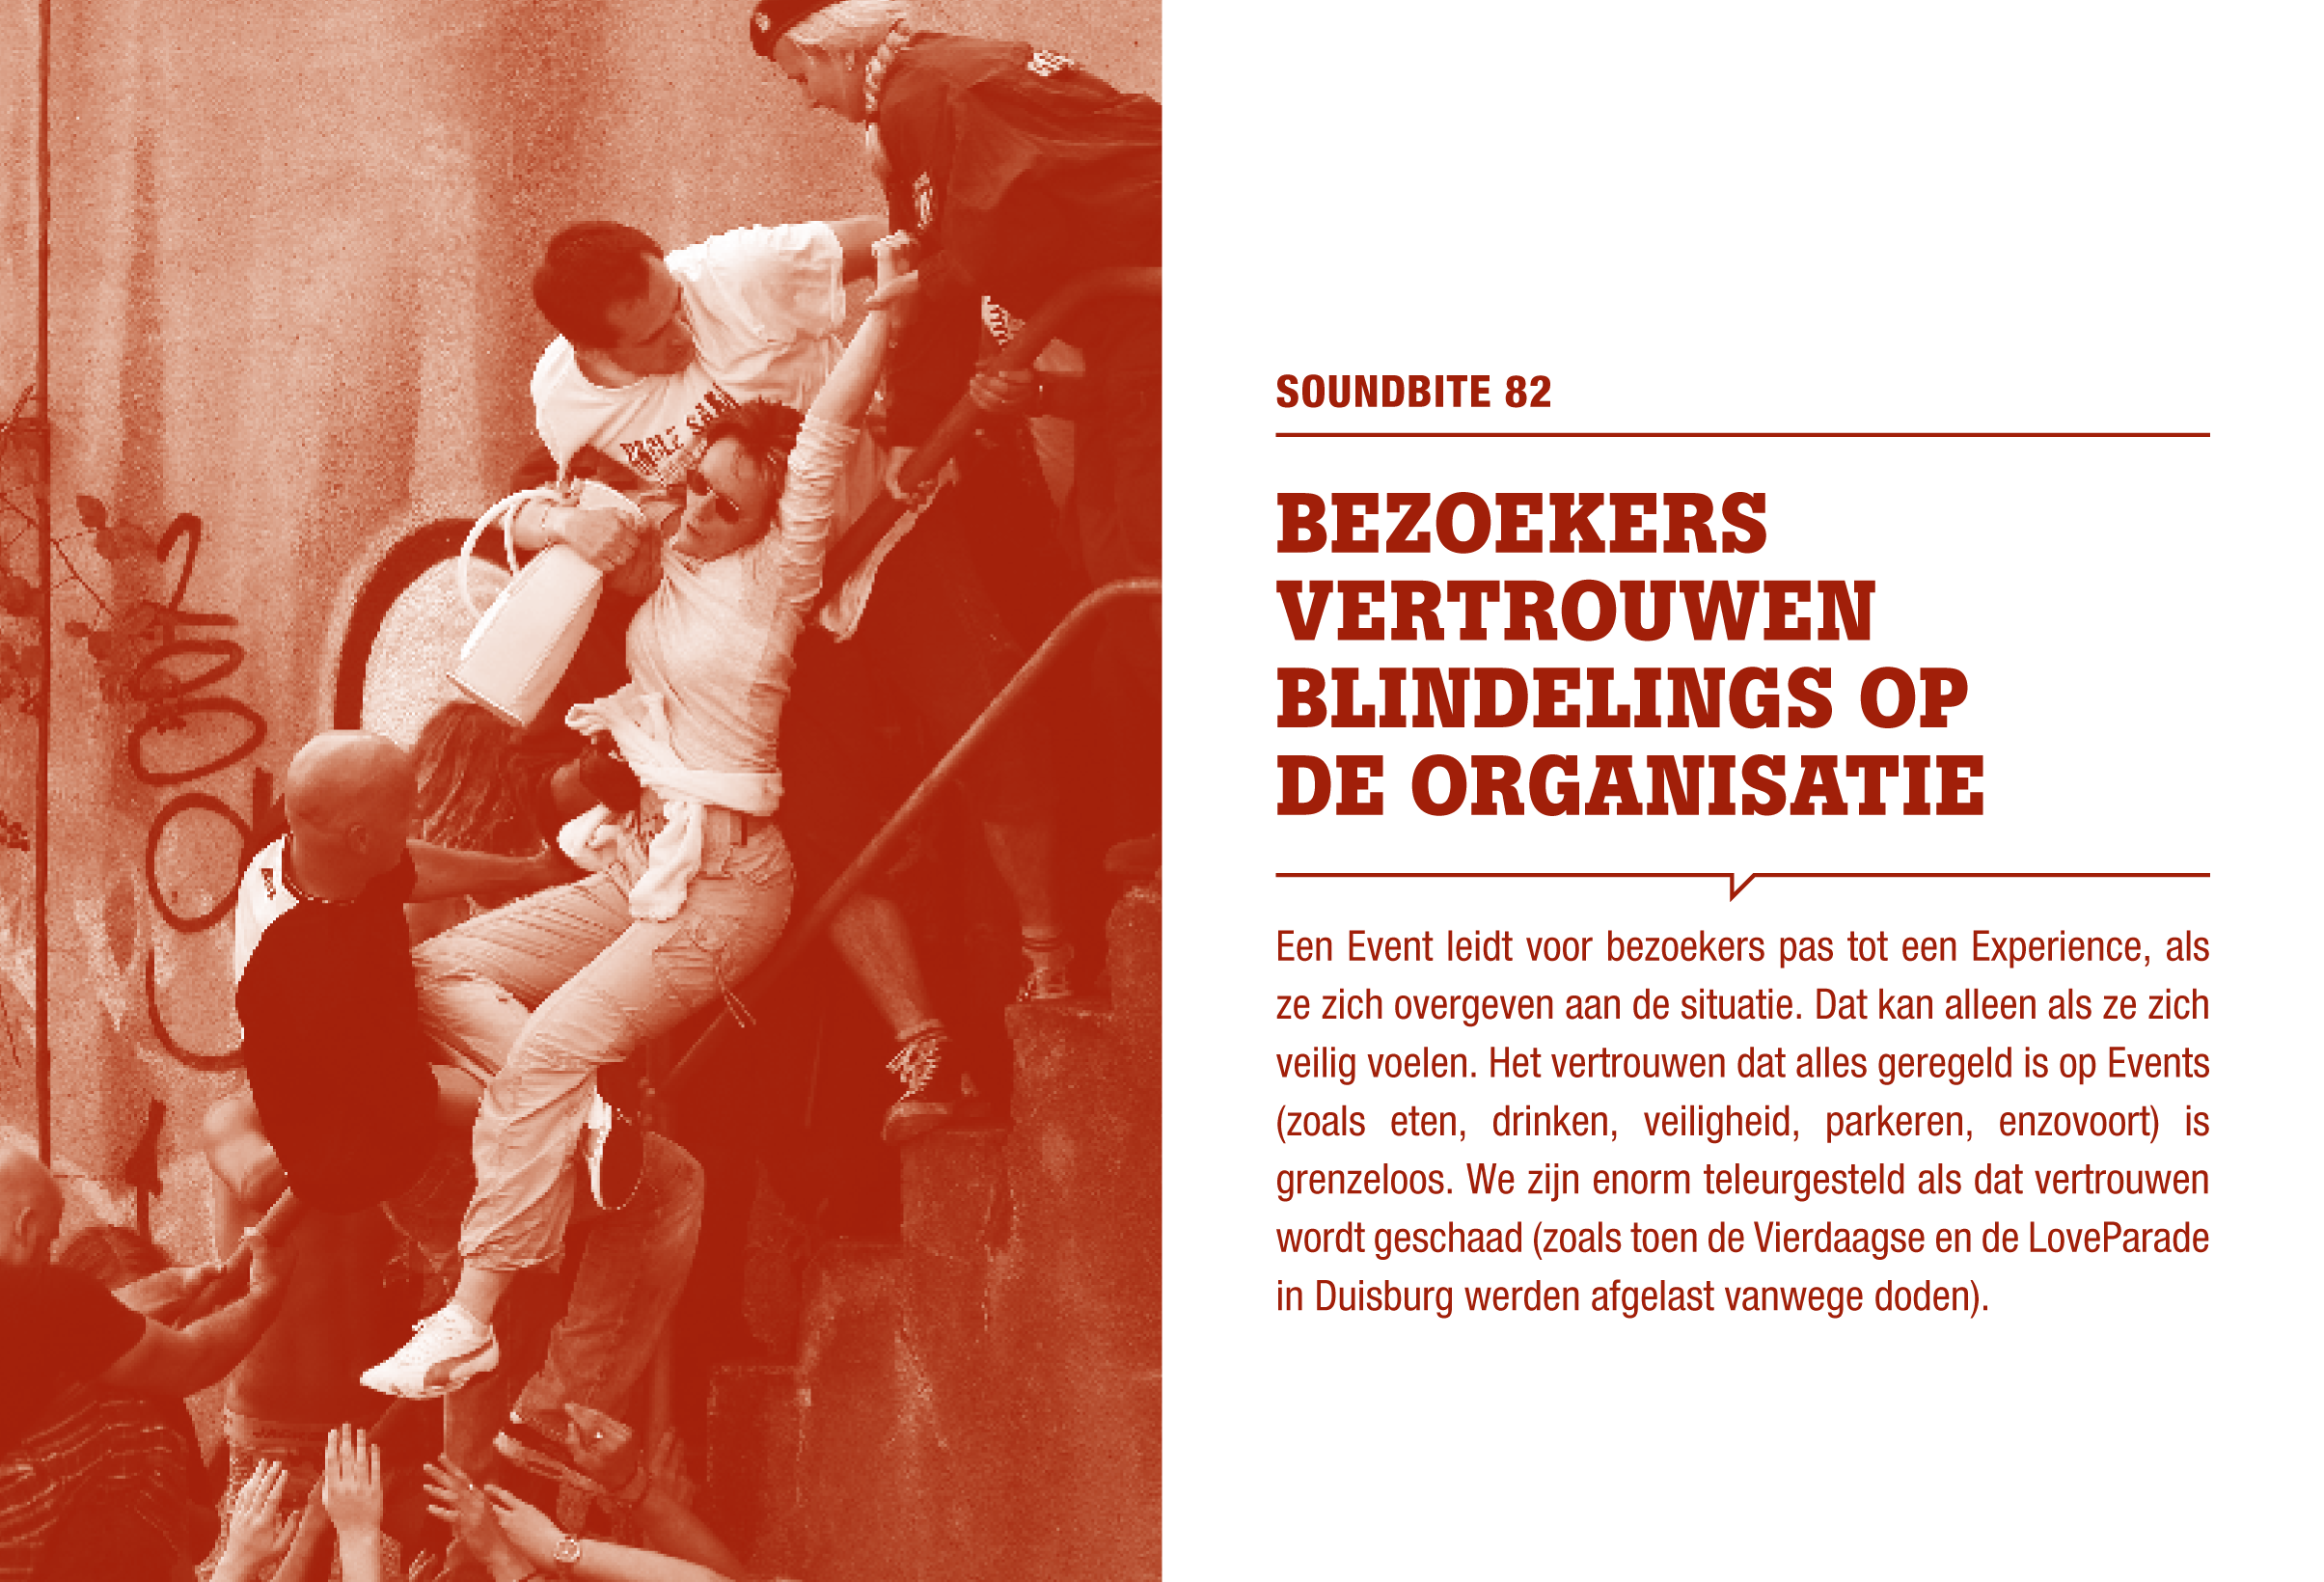 SOUNDBITE 82
BEZOEKERS
VERTROUWEN
BLINDELINGS OP
DE ORGANISATIE
Een Event leidt voor bezoekers pas tot een Experience, als
ze zich overgeven aan de situatie. Dat kan alleen als ze zich
veilig voelen. Het vertrouwen dat alles geregeld is op Events
(zoals eten, drinken, veiligheid, parkeren, enzovoort) is
grenzeloos. We zijn enorm teleurgesteld als dat vertrouwen
wordt geschaad (zoals toen de Vierdaagse en de LoveParade
in Duisburg werden afgelast vanwege doden).